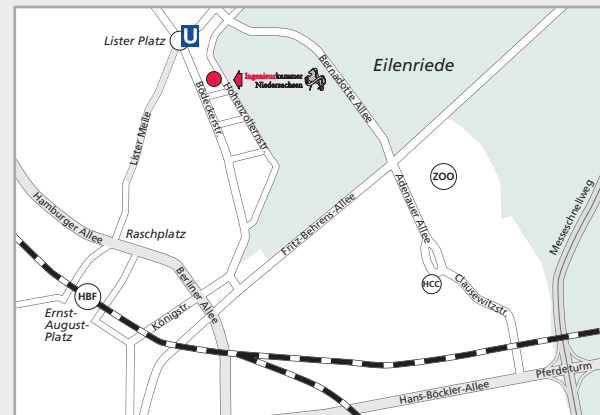 Lister Platz
U
Ingenieurkammer
Niedersachsen
Eilenriede
Bernadotte Allee
Bödeckerstr.
Hohenzollernstr.
Lister Meile
ZOO
Adenauer Allee
Messeschnellweg
Hamburger Allee
Raschplatz
Fritz-Behrens-Allee
Berliner Allee
HCC
Clausewitzstr.
HBF
Ernst-
August-
Platz
Königstr.
Pferdeturm
Hans-Böckler-Allee